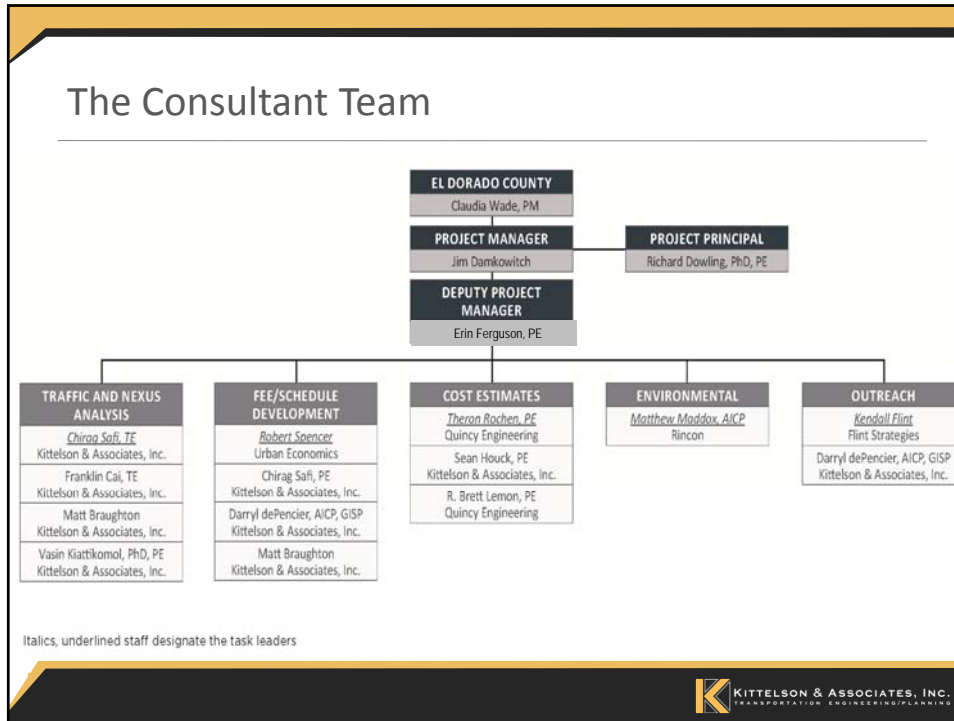 The Consultant Team
EL DORADO COUNTY
Claudia Wade, PM
PROJECT MANAGER
Jim Damkowitch
PROJECT PRINCIPAL
Richard Dowling, PhD, PE
DEPUTY PROJECT
MANAGER
Erin Ferguson, PE
TRAFFIC AND NEXUS
ANALYSIS
Chirag Safi, TE
Kittelson & Associates, Inc.
Franklin Cai, TE
Kittelson & Associates, Inc.
Matt Braughton
Kittelson & Associates, Inc.
Vasin Kiattikomol, PhD, PE
Kittelson & Associates, Inc.
FEE/SCHEDULE
DEVELOPMENT
Robert Spencer
Urban Economics
Chirag Safi, PE
Kittelson & Associates, Inc.
Darryl dePencier, AICP, GISP
Kittelson & Associates, Inc.
Matt Braughton
Kittelson & Associates, Inc.
COST ESTIMATES
Theron Rochen, PE
Quincy Engineering
Sean Houck, PE
Kittelson & Associates, Inc.
R. Brett Lemon, PE
Quincy Engineering
ENVIRONMENTAL
Matthew Maddox, AICP
Rincon
OUTREACH
Kendall Flint
Flint Strategies
Darryl dePencier, AICP, GISP
Kittelson & Associates, Inc.
Italics, underlined staff designate the task leaders
KITTELSON & ASSOCIATES, INC.
TRANSPORTATION ENGINEERING/PLANNING